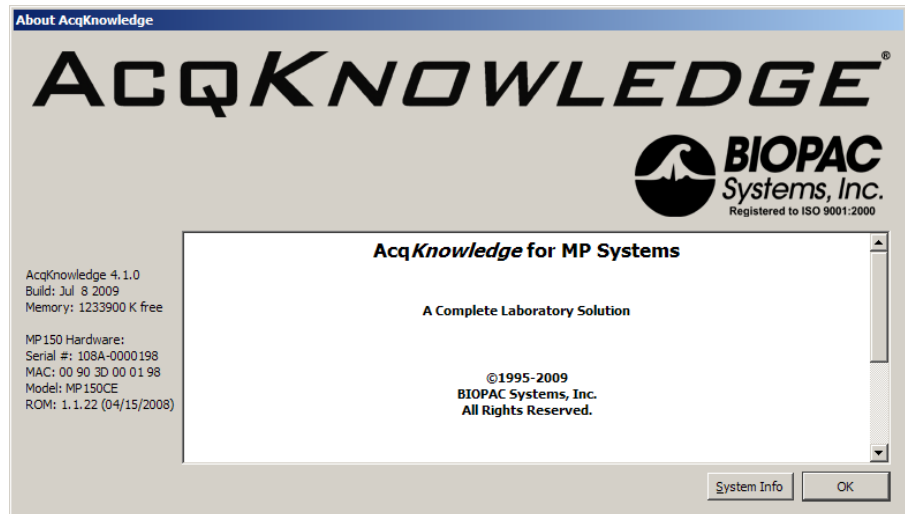 About AcqKnowledge
ACQKNOWLEDGE®
BIOPAC
Systems, Inc.
Registered to ISO 9001:2000
AcqKnowledge 4.1.0
Build: Jul 8 2009
Memory: 1233900 K free
MP150 Hardware:
Serial #: 108A-0000198
MAC: 00 90 3D 00 01 98
Model: MP150CE
ROM: 1.1.22 (04/15/2008)
AcqKnowledge for MP Systems
A Complete Laboratory Solution
©1995-2009
BIOPAC Systems, Inc.
All Rights Reserved.
System Info
OK